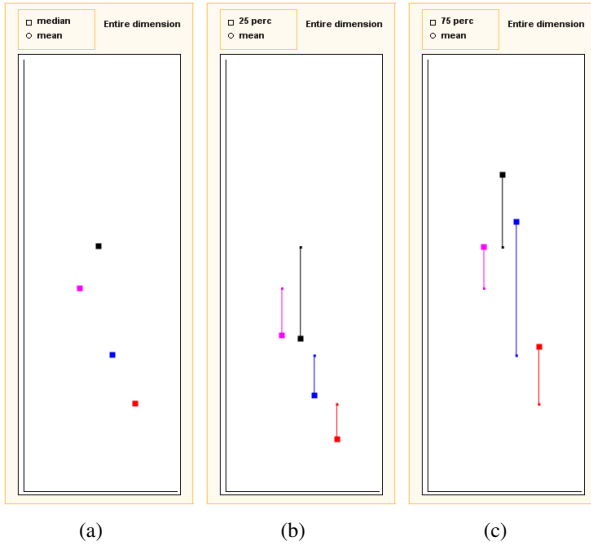 median
mean
Entire dimension
25 perc
mean
Entire dimension
75 perc
mean
Entire dimension
(a)
(b)
(c)